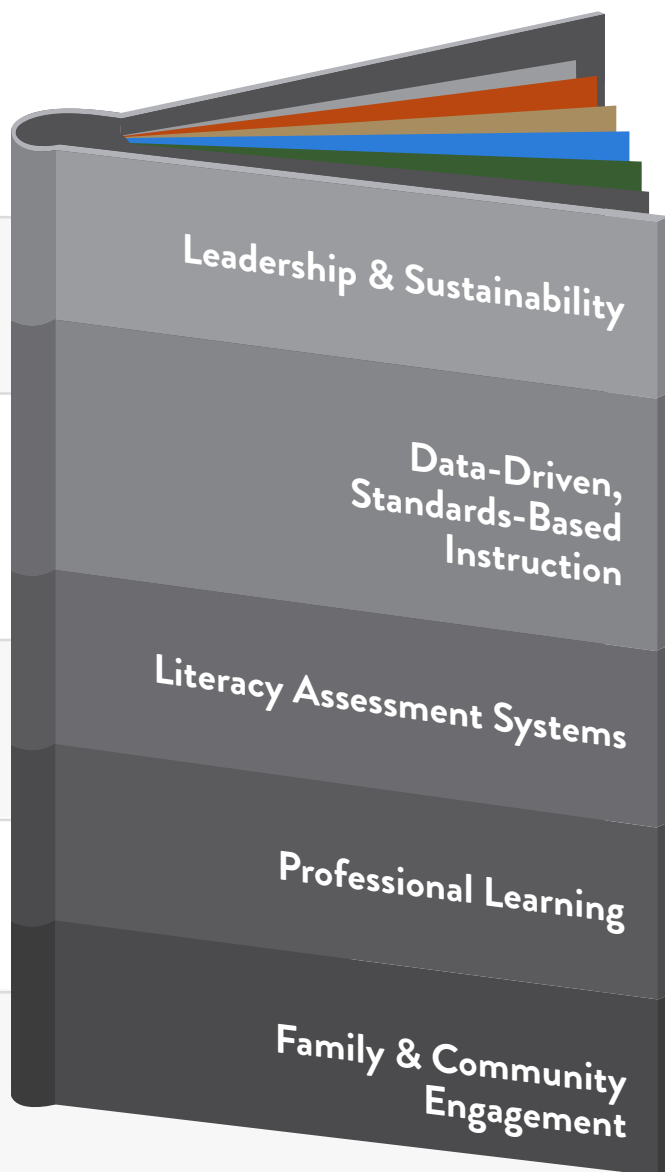 Leadership & Sustainability
Data-Driven,
Standards-Based
Instruction
Literacy Assessment Systems
Professional Learning
Family & Community
Engagement